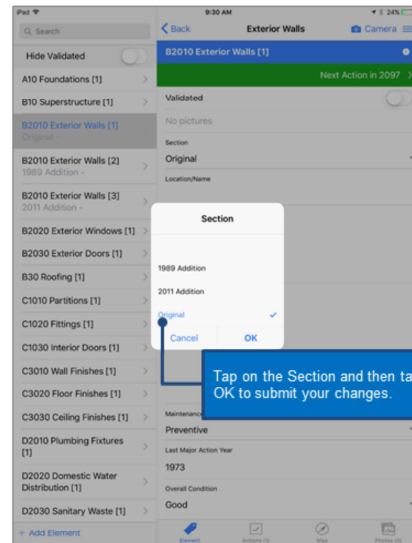 iPad
9:30 AM
24%
Search
Back
Exterior Walls
Camera
Hide Validated
A10 Foundations [1]
B10 Superstructure [1]
B2010 Exterior Walls [1]
Original -
B2010 Exterior Walls [2]
1989 Addition -
B2010 Exterior Walls [3]
2011 Addition -
B2020 Exterior Windows [1]
B2030 Exterior Doors [1]
B30 Roofing [1]
C1010 Partitions [1]
C1020 Fittings [1]
C1030 Interior Doors [1]
C3010 Wall Finishes [1]
C3020 Floor Finishes [1]
C3030 Ceiling Finishes [1]
D2010 Plumbing Fixtures
[1]
D2020 Domestic Water
Distribution [1]
D2030 Sanitary Waste [1]
+ Add Element
B2010 Exterior Walls [1]
Next Action in 2097
Validated
No pictures
Section
Original
Location/Name
Section
1989 Addition
2011 Addition
Original
Cancel
OK
Tap on the Section and then ta
OK to submit your changes.
Maintenance
Preventive
Last Major Action Year
1973
Overall Condition
Good
Element
Actions (1)
Map
Photos (0)